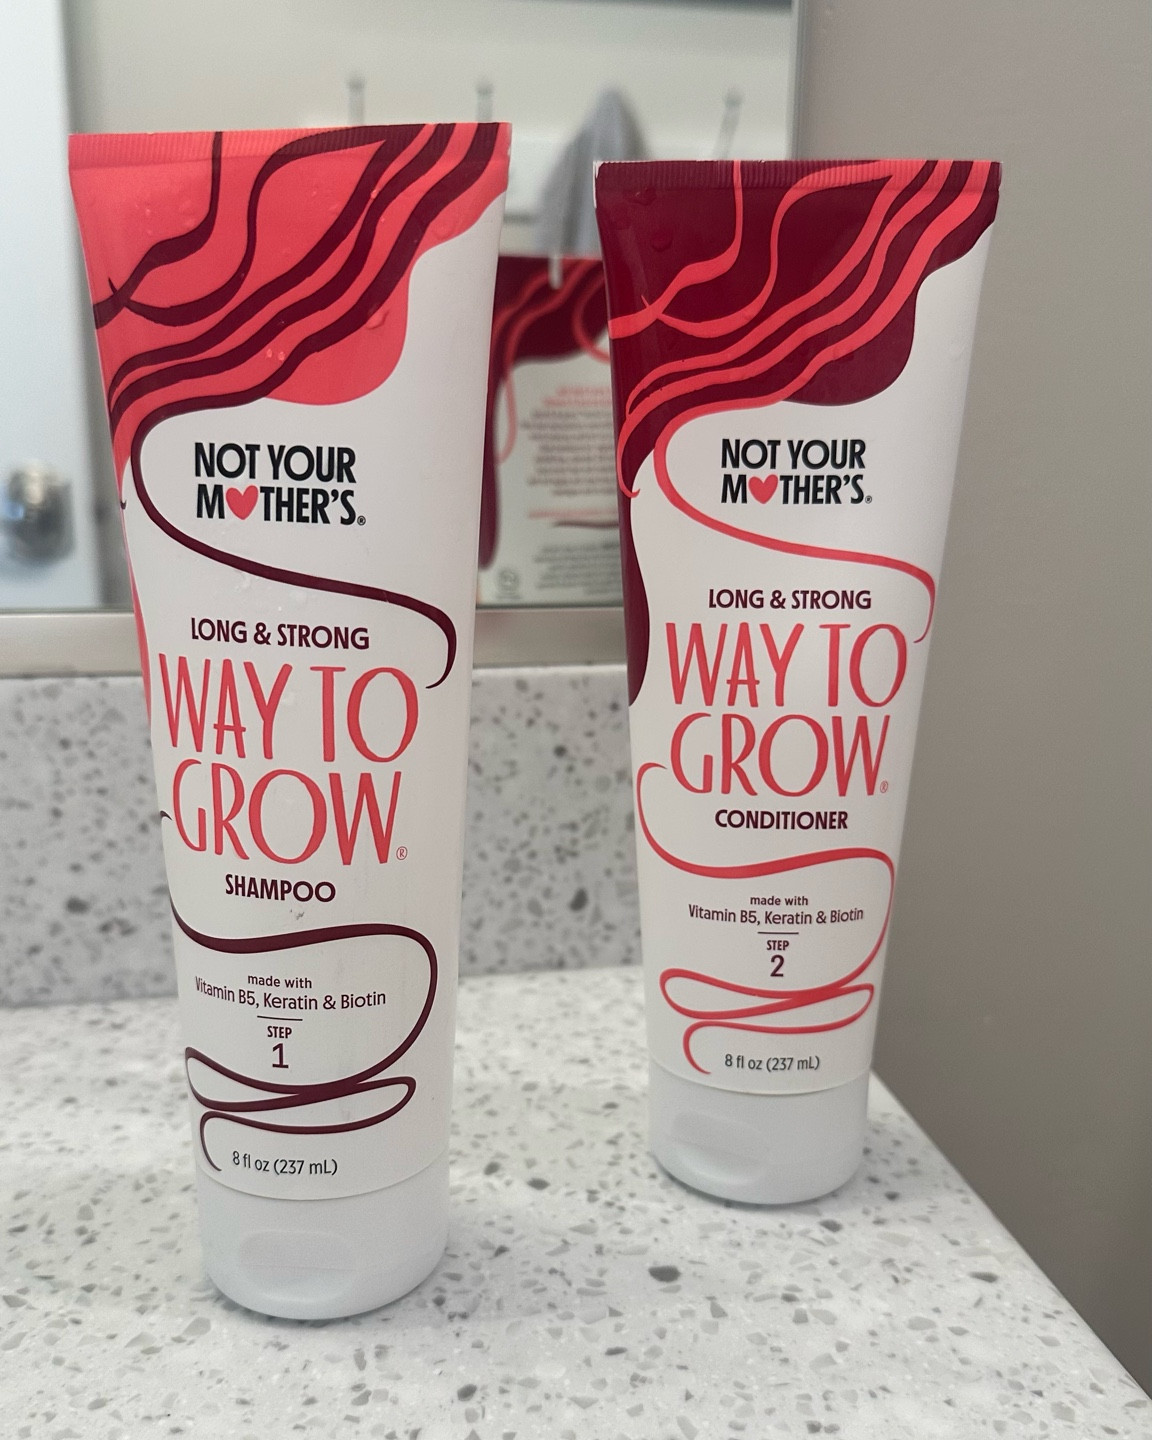 NOT YOUR
MOTHER'S®
LONG & STRONG
WAY TO
GROW®
SHAMPOO
made with
Vitamin B5, Keratin & Biotin
STEP
1
8 fl oz (237 mL)
NOT YOUR
MOTHER'S®
LONG & STRONG
WAY TO
GROW®
CONDITIONER
made with
Vitamin B5, Keratin & Biotin
STEP
2
8 fl oz (237 mL)